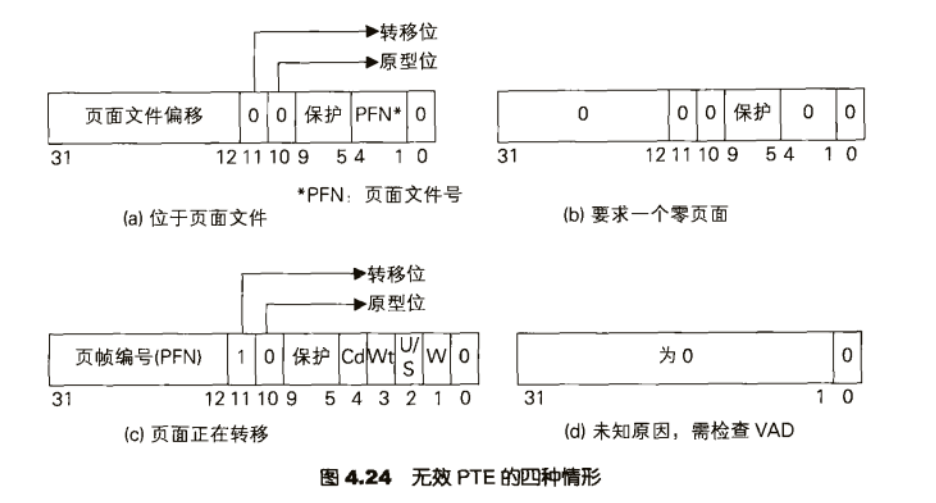 转移位
原型位
页面文件偏移 0 0 保护 PFN* 0
31 12 11 10 9 5 4 1 0
*PFN：页面文件号
(a) 位于页面文件
0 0 0 保护 0 0
31 12 11 10 9 5 4 1 0
(b) 要求一个零页面
转移位
原型位
页帧编号(PFN) 1 0 保护 Cd Wt U/S W 0
31 12 11 10 9 5 4 3 2 1 0
(c) 页面正在转移
为 0 0
31 1 0
(d) 未知原因，需检查 VAD
图 4.24 无效 PTE 的四种情形